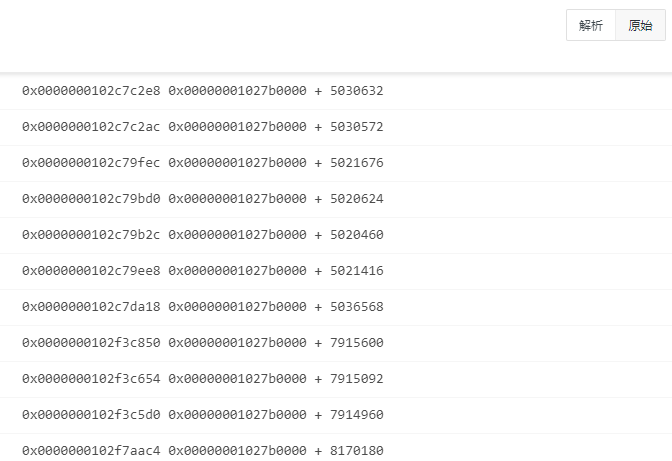 解析 原始
0x0000000102c7c2e8 0x00000001027b0000 + 5030632
0x0000000102c7c2ac 0x00000001027b0000 + 5030572
0x0000000102c79fec 0x00000001027b0000 + 5021676
0x0000000102c79bd0 0x00000001027b0000 + 5020624
0x0000000102c79b2c 0x00000001027b0000 + 5020460
0x0000000102c79ee8 0x00000001027b0000 + 5021416
0x0000000102c7da18 0x00000001027b0000 + 5036568
0x0000000102f3c850 0x00000001027b0000 + 7915600
0x0000000102f3c654 0x00000001027b0000 + 7915092
0x0000000102f3c5d0 0x00000001027b0000 + 7914960
0x0000000102f7aac4 0x00000001027b0000 + 8170180